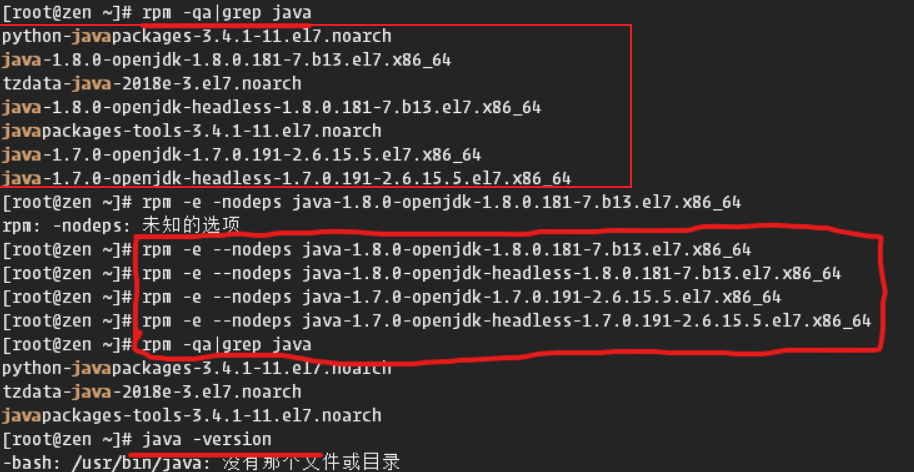 [root@zen ~]# rpm -qa|grep java
python-javapackages-3.4.1-11.el7.noarch
java-1.8.0-openjdk-1.8.0.181-7.b13.el7.x86_64
tzdata-java-2018e-3.el7.noarch
java-1.8.0-openjdk-headless-1.8.0.181-7.b13.el7.x86_64
javapackages-tools-3.4.1-11.el7.noarch
java-1.7.0-openjdk-1.7.0.191-2.6.15.5.el7.x86_64
java-1.7.0-openjdk-headless-1.7.0.191-2.6.15.5.el7.x86_64
[root@zen ~]# rpm -e -nodeps java-1.8.0-openjdk-1.8.0.181-7.b13.el7.x86_64
rpm: -nodeps: 未知的选项
[root@zen ~]# rpm -e --nodeps java-1.8.0-openjdk-1.8.0.181-7.b13.el7.x86_64
[root@zen ~]# rpm -e --nodeps java-1.8.0-openjdk-headless-1.8.0.181-7.b13.el7.x86_64
[root@zen ~]# rpm -e --nodeps java-1.7.0-openjdk-1.7.0.191-2.6.15.5.el7.x86_64
[root@zen ~]# rpm -e --nodeps java-1.7.0-openjdk-headless-1.7.0.191-2.6.15.5.el7.x86_64
[root@zen ~]# rpm -qa|grep java
python-javapackages-3.4.1-11.el7.noarch
tzdata-java-2018e-3.el7.noarch
javapackages-tools-3.4.1-11.el7.noarch
[root@zen ~]# java -version
-bash: /usr/bin/java: 没有那个文件或目录